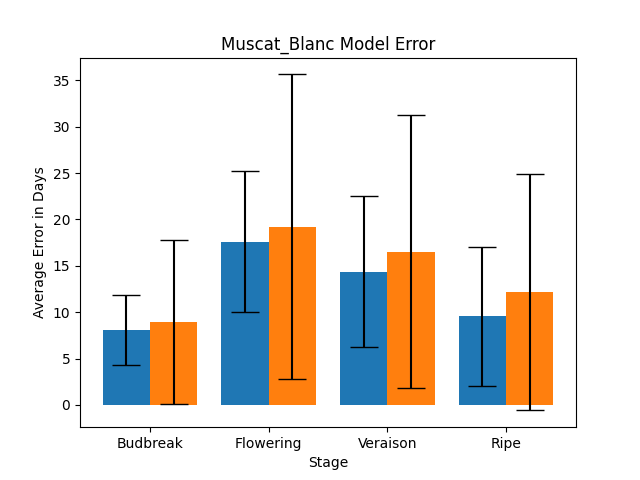 Muscat_Blanc Model Error
Average Error in Days
35
30
25
20
15
10
5
0
Budbreak Flowering Veraison Ripe
Stage